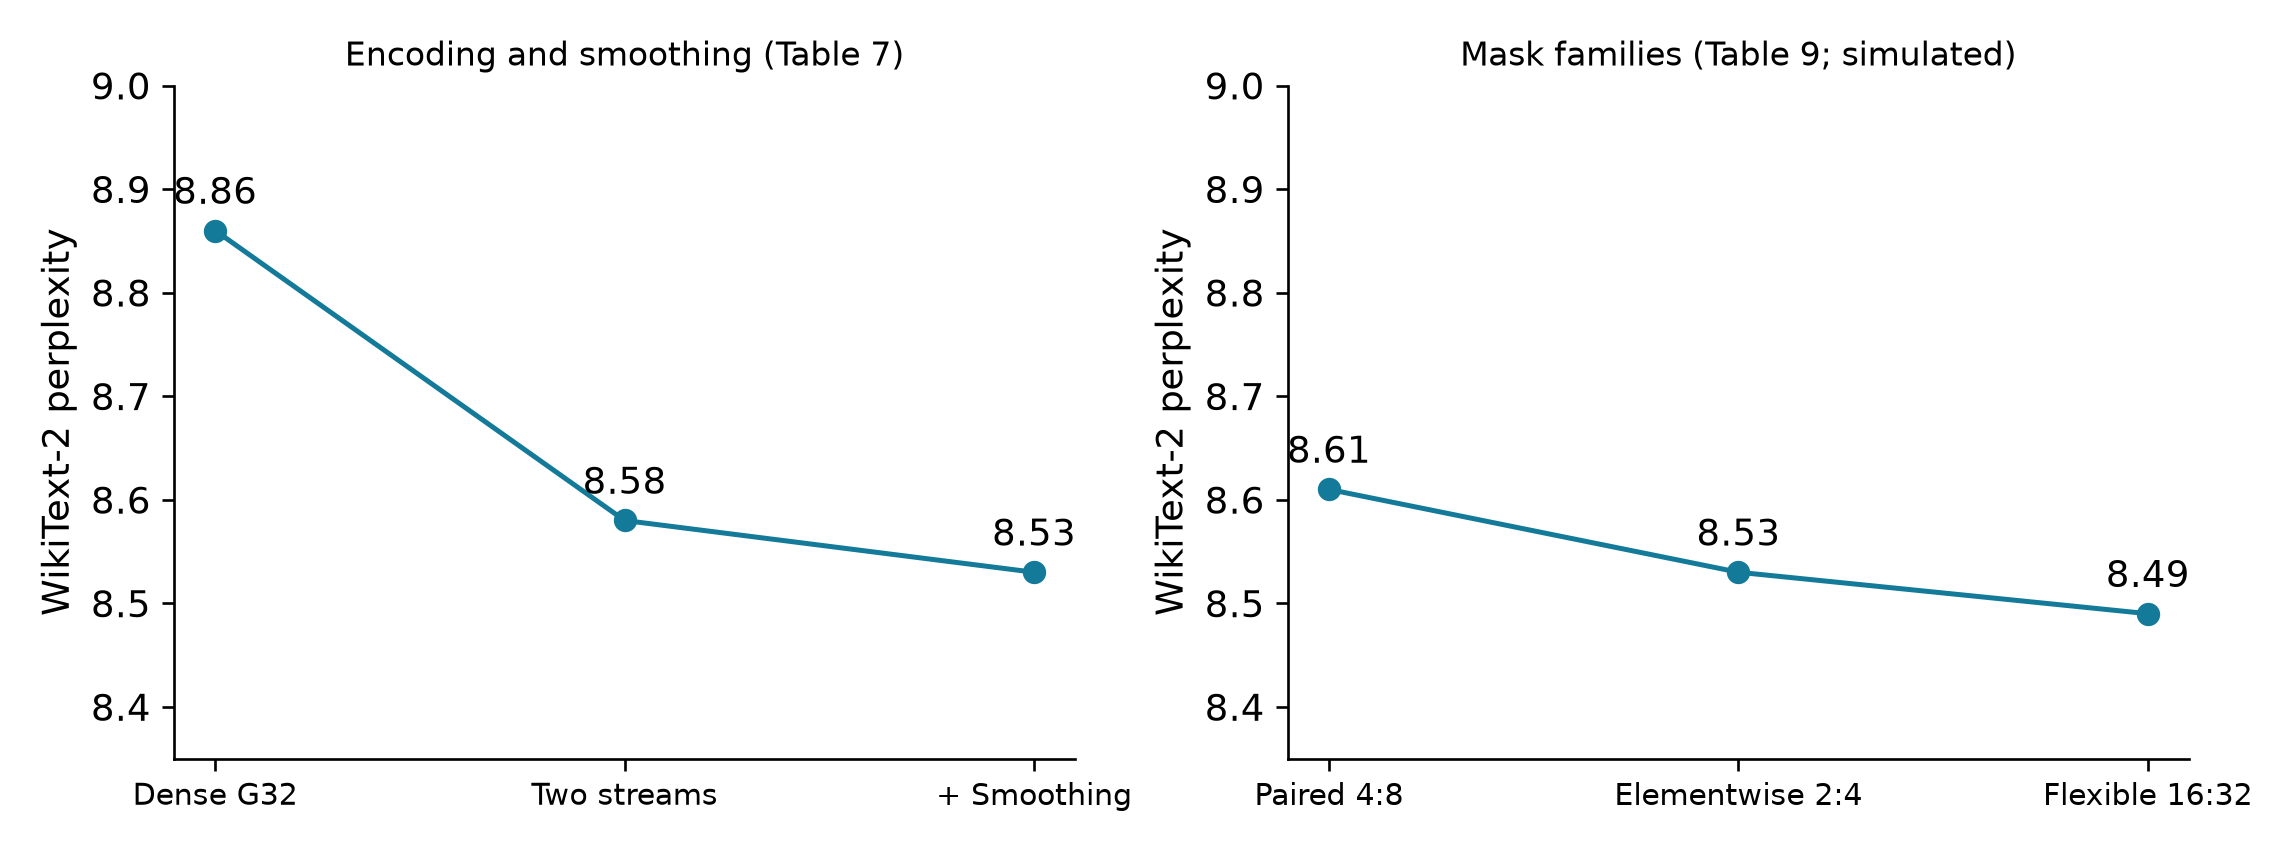 Encoding and smoothing (Table 7)
WikiText-2 perplexity
9.0
8.9
8.8
8.7
8.6
8.5
8.4
8.86
8.58
8.53
Dense G32
Two streams
+ Smoothing
Mask families (Table 9; simulated)
WikiText-2 perplexity
9.0
8.9
8.8
8.7
8.6
8.5
8.4
8.61
8.53
8.49
Paired 4:8
Elementwise 2:4
Flexible 16:32